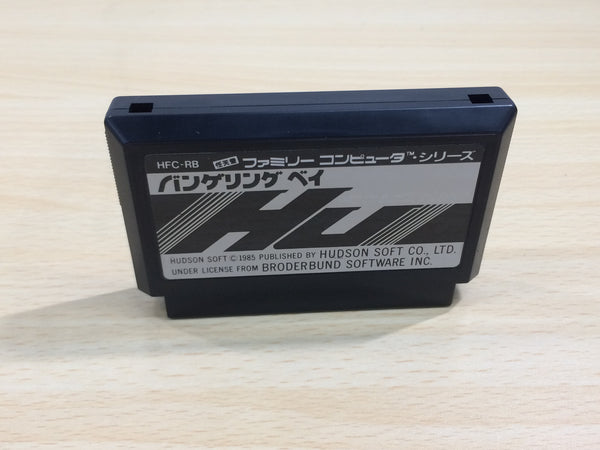 HFC-RB 任天堂 ファミリー コンピュータ™・シリーズ
バンゲリング ベイ
HU
HUDSON SOFT © 1985 PUBLISHED BY HUDSON SOFT CO., LTD.
UNDER LICENSE FROM BRODERBUND SOFTWARE INC.